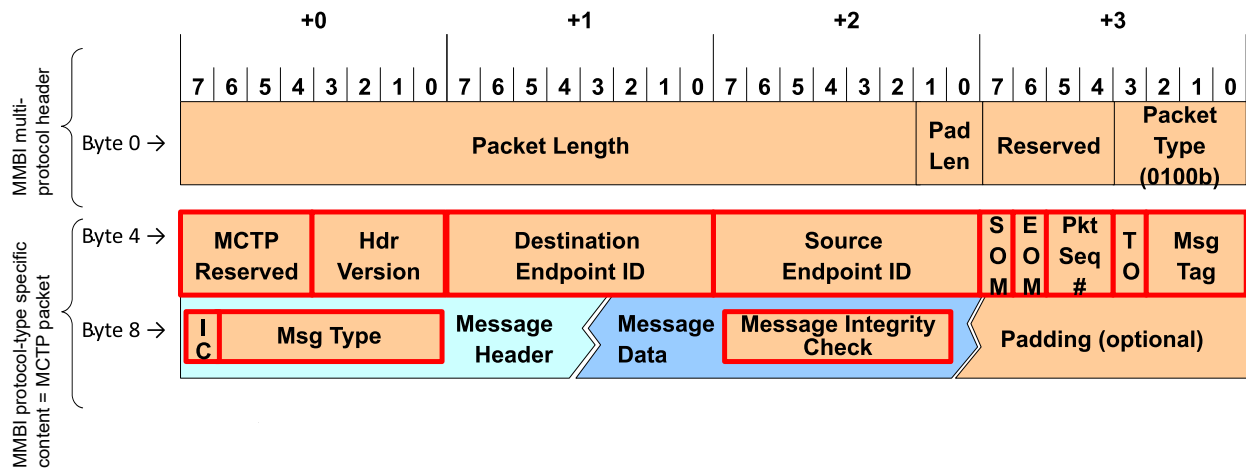 +0 +1 +2 +3
7 6 5 4 3 2 1 0 7 6 5 4 3 2 1 0 7 6 5 4 3 2 1 0 7 6 5 4 3 2 1 0
MMBI multi-
protocol header
Byte 0 →
Packet Length
Pad
Len
Reserved
Packet
Type
(0100b)
MMBI protocol-type specific
content = MCTP packet
Byte 4 →
MCTP
Reserved
Hdr
Version
Destination
Endpoint ID
Source
Endpoint ID
S
O
M
E
O
M
Pkt
Seq
#
T
O
Msg
Tag
Byte 8 →
I
C
Msg Type
Message
Header
Message
Data
Message Integrity
Check
Padding (optional)